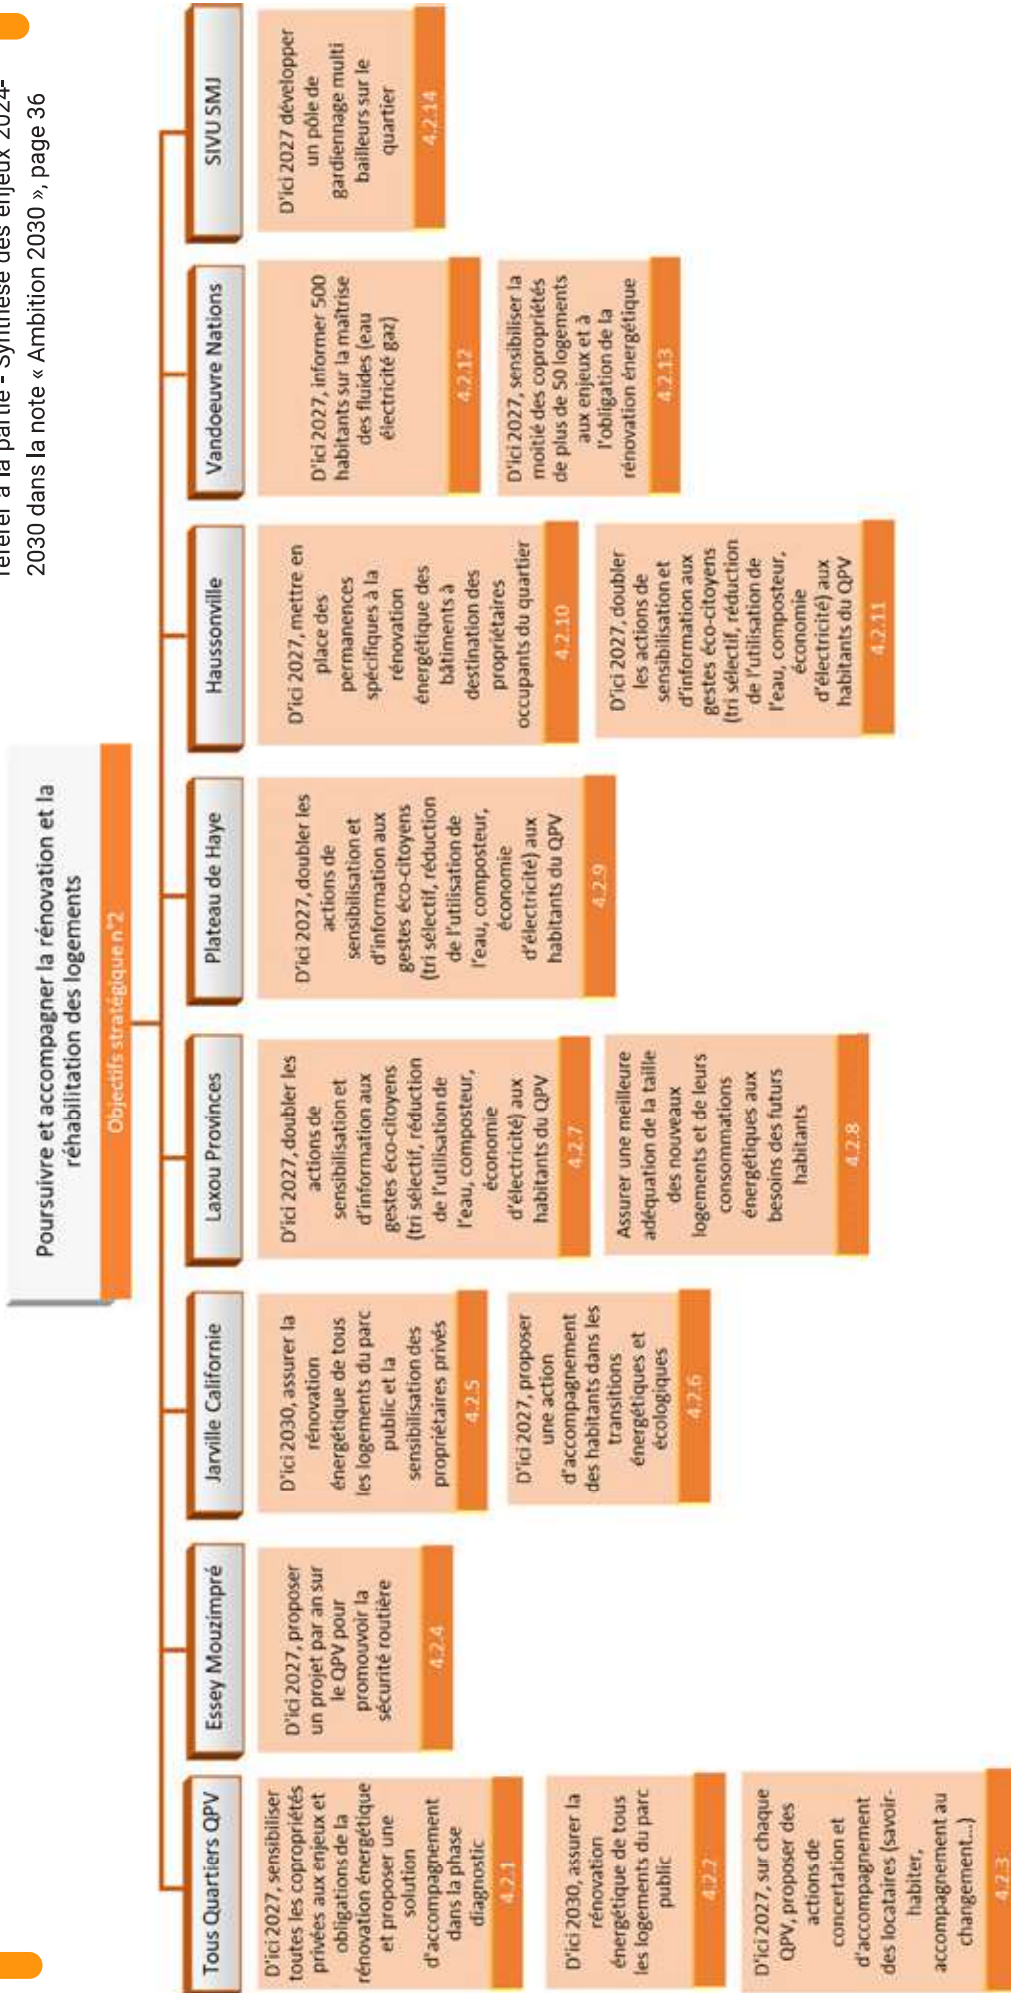 référer à la partie - Synthèse des enjeux 2024-
2030 dans la note « Ambition 2030 », page 36
Poursuivre et accompagner la rénovation et la
réhabilitation des logements
Objectifs stratégique n°2
Tous Quartiers QPV
D'ici 2027, sensibiliser
toutes les copropriétés
privées aux enjeux et
obligations de la
rénovation énergétique
et proposer une
solution
d'accompagnement
dans la phase
diagnostic
4.2.1
D'ici 2030, assurer la
rénovation
énergétique de tous
les logements du parc
public
4.2.2
D'ici 2027, sur chaque
QPV, proposer des
actions de
concertation et
d'accompagnement
des locataires (savoir-
habiter,
accompagnement au
changement...)
4.2.3
Essey Mouzimpré
D'ici 2027, proposer
un projet par an sur
le QPV pour
promouvoir la
sécurité routière
4.2.4
Jarville Californie
D'ici 2030, assurer la
rénovation
énergétique de tous
les logements du parc
public et la
sensibilisation des
propriétaires privés
4.2.5
D'ici 2027, proposer
une action
d'accompagnement
des habitants dans les
transitions
énergétiques et
écologiques
4.2.6
Laxou Provinces
D'ici 2027, doubler les
actions de
sensibilisation et
d'information aux
gestes éco-citoyens
(tri sélectif, réduction
de l'utilisation de
l'eau, composteur,
économie
d'électricité) aux
habitants du QPV
4.2.7
Assurer une meilleure
adéquation de la taille
des nouveaux
logements et de leurs
consommations
énergétiques aux
besoins des futurs
habitants
4.2.8
Plateau de Haye
D'ici 2027, doubler les
actions de
sensibilisation et
d'information aux
gestes éco-citoyens
(tri sélectif, réduction
de l'utilisation de
l'eau, composteur,
économie
d'électricité) aux
habitants du QPV
4.2.9
Haussonville
D'ici 2027, mettre en
place des
permanences
spécifiques à la
rénovation
énergétique des
bâtiments à
destination des
propriétaires
occupants du quartier
4.2.10
D'ici 2027, doubler
les actions de
sensibilisation et
d'information aux
gestes éco-citoyens
(tri sélectif, réduction
de l'utilisation de
l'eau, composteur,
économie
d'électricité) aux
habitants du QPV
4.2.11
Vandoeuvre Nations
D'ici 2027, informer 500
habitants sur la maîtrise
des fluides (eau
électricité gaz)
4.2.12
D'ici 2027, sensibiliser la
moitié des copropriétés
de plus de 50 logements
aux enjeux et à
l'obligation de la
rénovation énergétique
4.2.13
SIVU SMJ
D'ici 2027 développer
un pôle de
gardiennage multi
bailleurs sur le
quartier
4.2.14